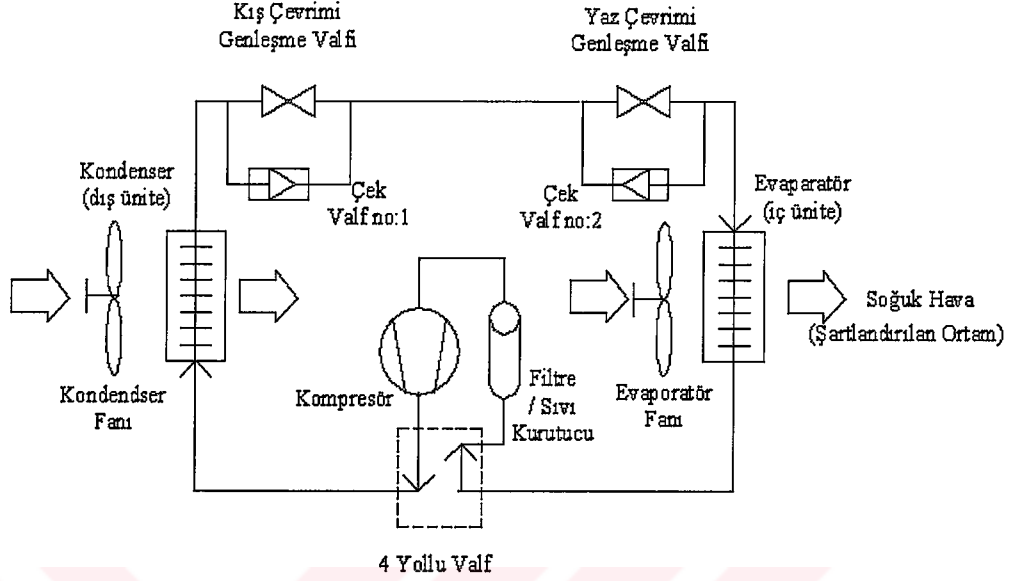 Kış Çevrimi
Genleşme Valfi
Yaz Çevrimi
Genleşme Valfi
Kondenser
(dış ünite)
Çek
Valf no:1
Çek
Valf no:2
Evaparatör
(iç ünite)
Soğuk Hava
(Şartlandırılan Ortam)
Kondendser
Fanı
Kompresör
Filtre
/ Sıvı
Kurutucu
Evaporatör
Fanı
4 Yollu Valf